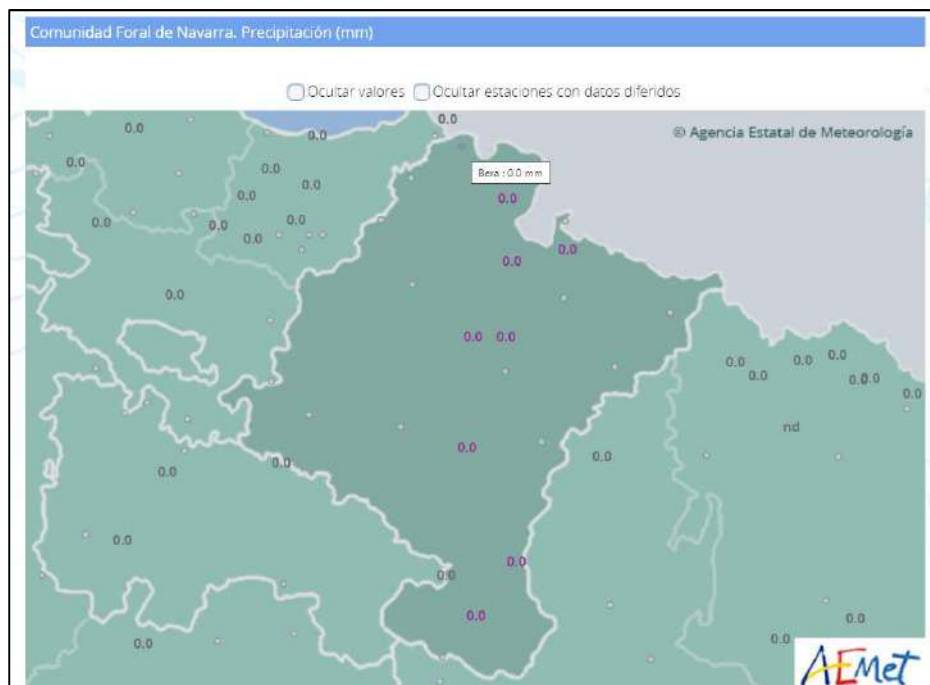 Comunidad Foral de Navarra. Precipitación (mm)
Ocultar valores Ocultar estaciones con datos diferidos
0.0
0.0 0.0
© Agencia Estatal de Meteorología
0.0 0.0
Bera : 0.0 mm
0.0
0.0 0.0
0.0 0.0 0.0
0.0 0.0
0.0
0.0
0.0
0.0 0.0
0.0 0.0 0.0
0.0 0.0 0.0
0.0
nd
0.0
0.0 0.0
0.0
0.0
0.0
0.0
0.0 0.0
0.0 0.0
AEMet